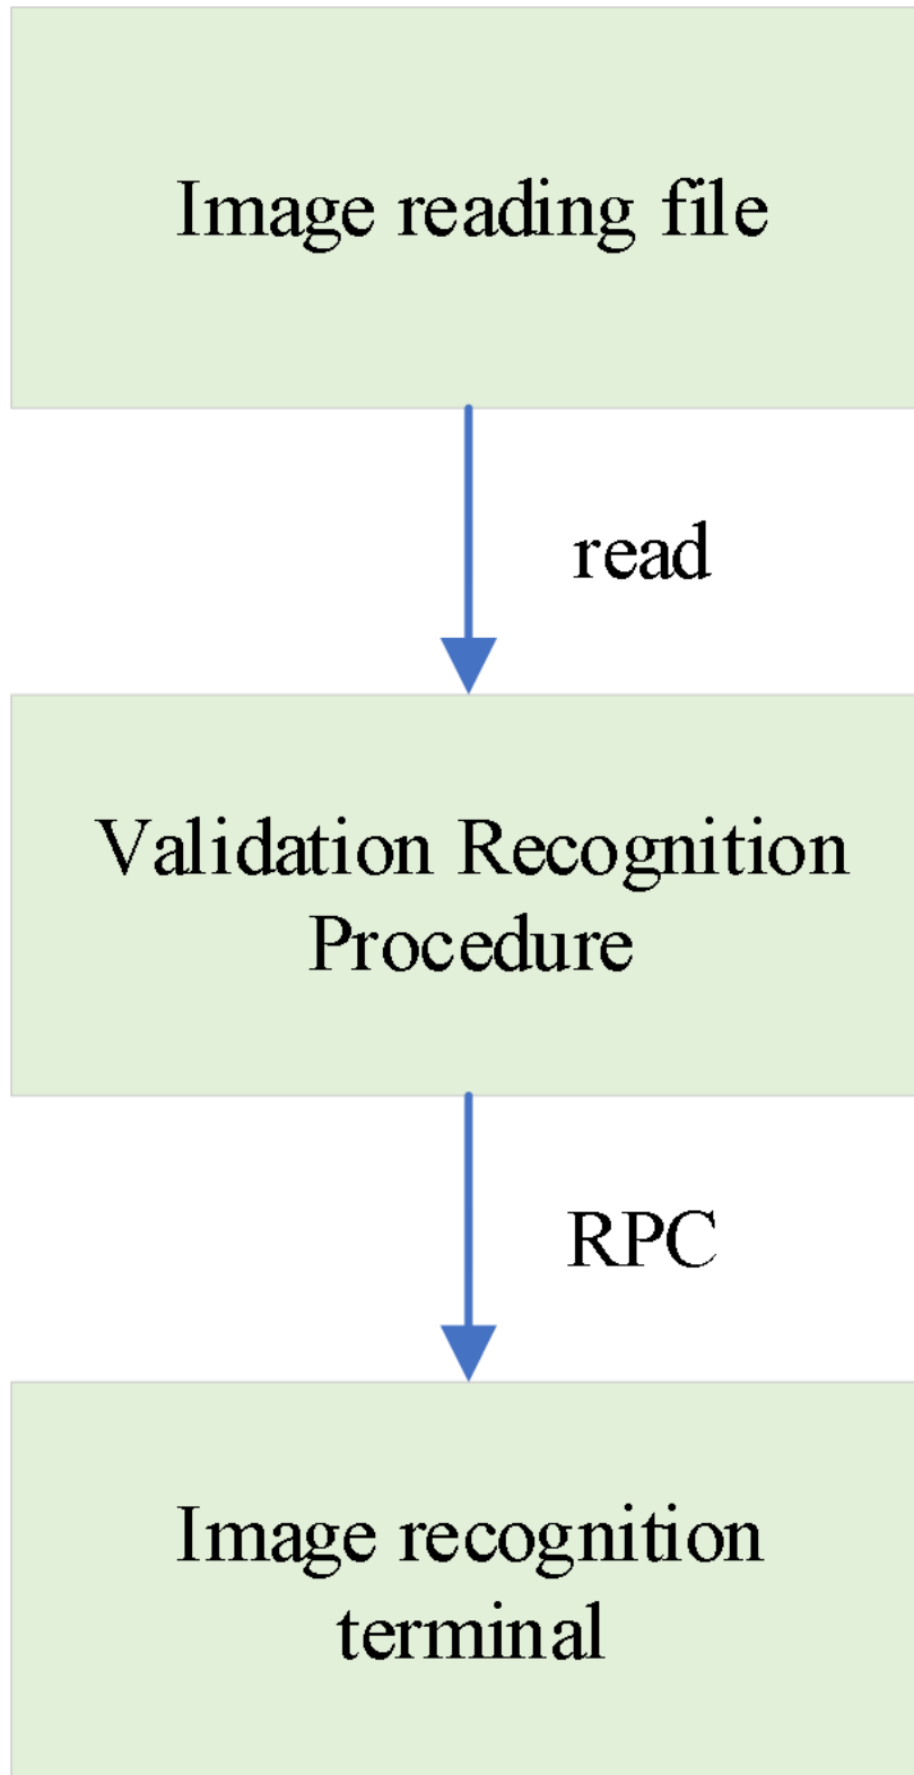 Image reading file
read
Validation Recognition
Procedure
RPC
Image recognition
terminal